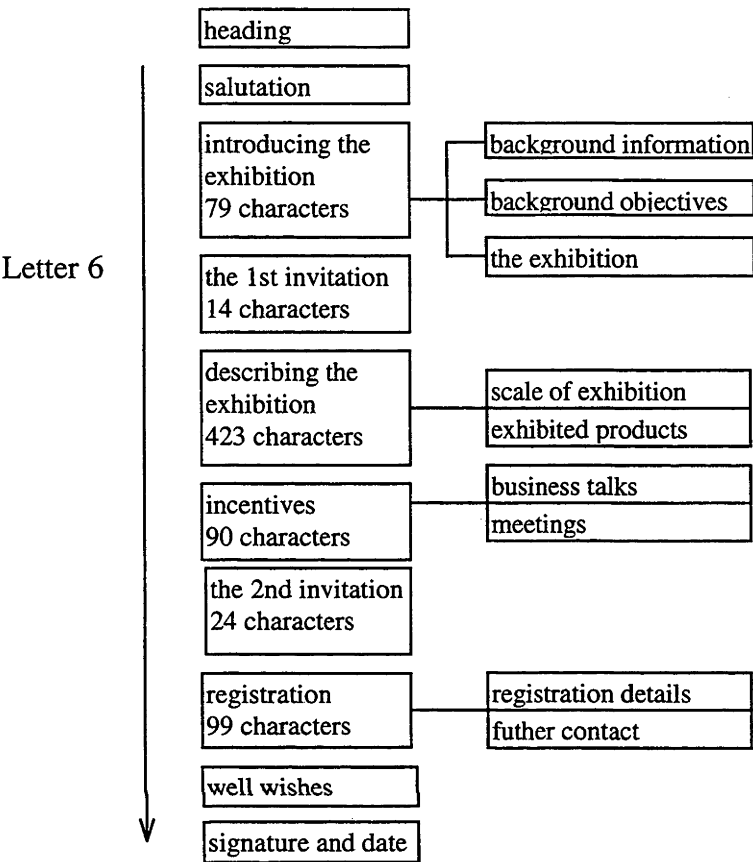 heading
salutation
introducing the
exhibition
79 characters
background information
background objectives
the exhibition
Letter 6
the 1st invitation
14 characters
describing the
exhibition
423 characters
scale of exhibition
exhibited products
incentives
90 characters
business talks
meetings
the 2nd invitation
24 characters
registration
99 characters
registration details
futher contact
well wishes
signature and date